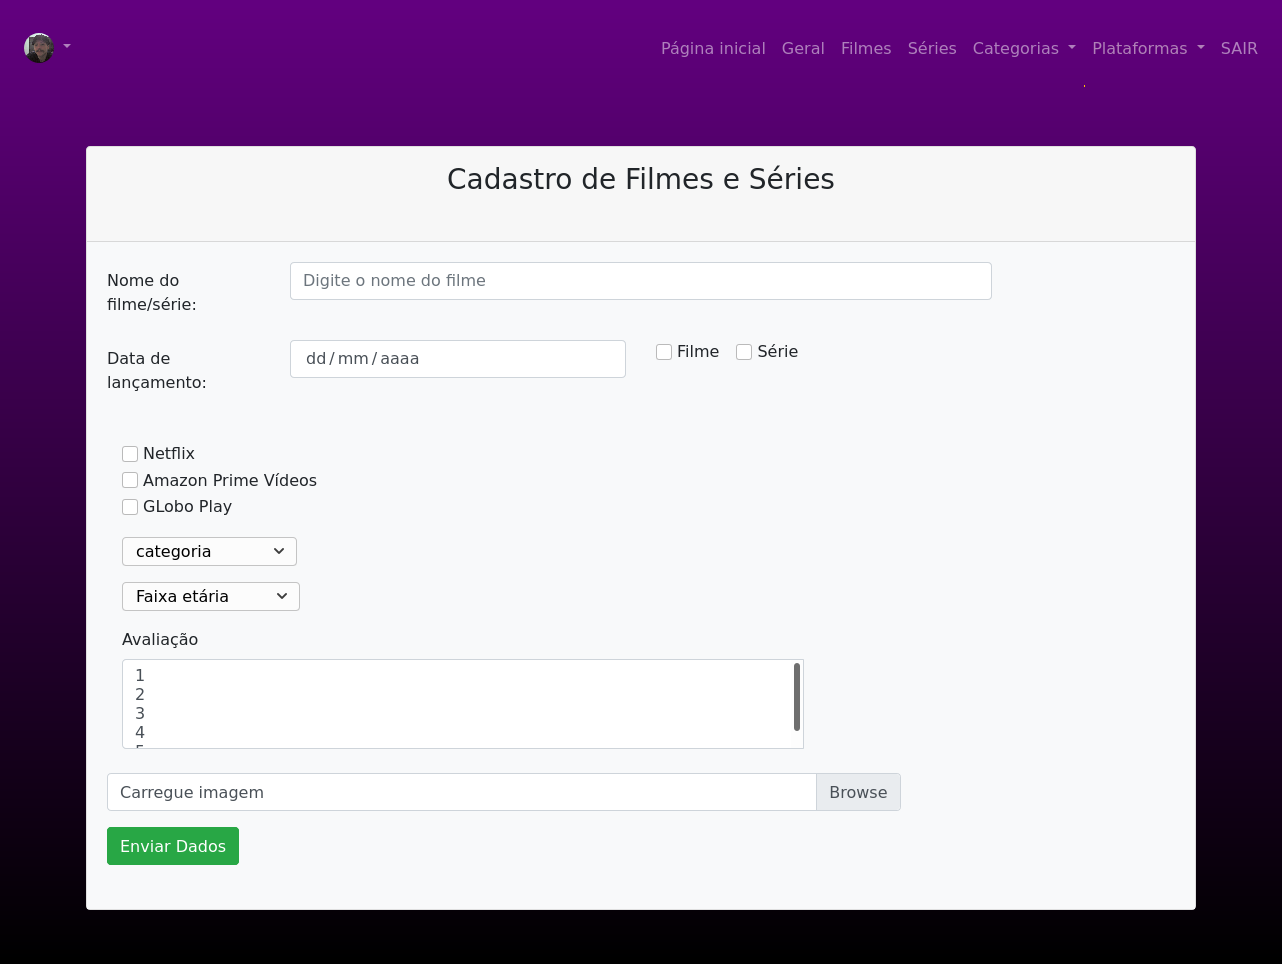 Página inicial Geral Filmes Séries Categorias Plataformas SAIR
Cadastro de Filmes e Séries
Nome do
filme/série:
Digite o nome do filme
Data de
lançamento:
dd/mm/aaaa
Filme Série
Netflix
Amazon Prime Vídeos
GLobo Play
categoria
Faixa etária
Avaliação
1
2
3
4
Carregue imagem Browse
Enviar Dados